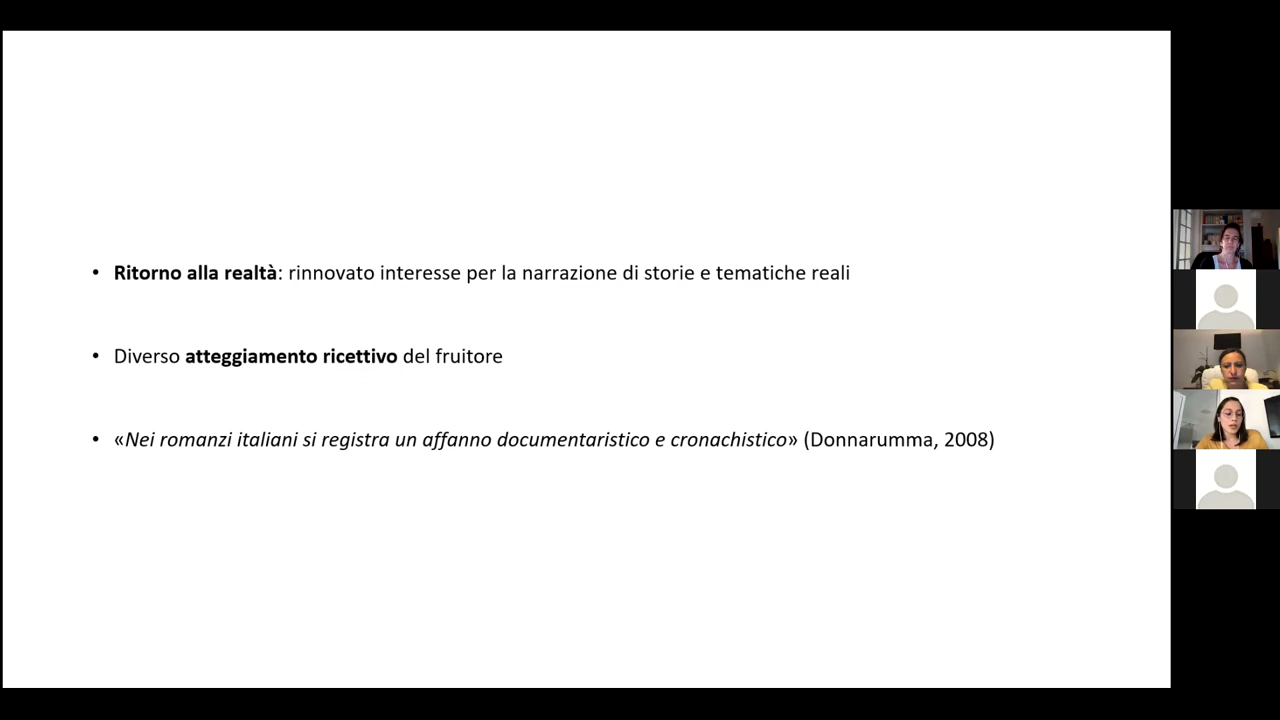 • Ritorno alla realtà: rinnovato interesse per la narrazione di storie e tematiche reali
• Diverso atteggiamento ricettivo del fruitore
• «Nei romanzi italiani si registra un affanno documentaristico e cronachistico» (Donnarumma, 2008)